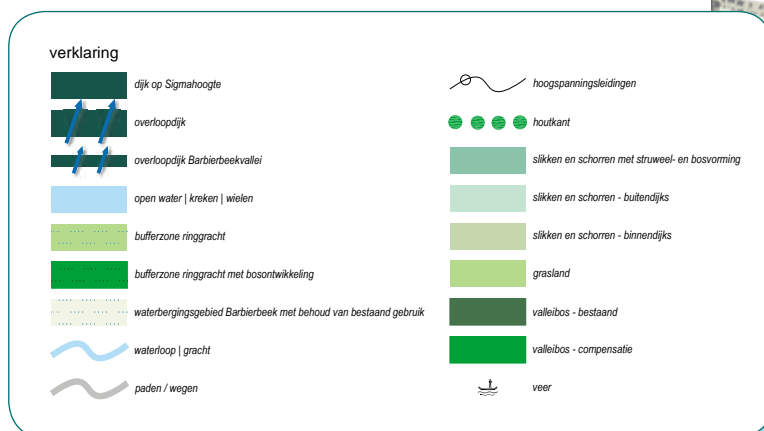 verklaring
dijk op Sigmahoogte
overloopdijk
overloopdijk Barbierbeekvallei
open water | kreken | wielen
bufferzone ringgracht
bufferzone ringgracht met bosontwikkeling
waterbergingsgebied Barbierbeek met behoud van bestaand gebruik
waterloop | gracht
paden / wegen
hoogspanningsleidingen
houtkant
slikken en schorren met struweel- en bosvorming
slikken en schorren - buitendijks
slikken en schorren - binnendijks
grasland
valleibos - bestaand
valleibos - compensatie
veer